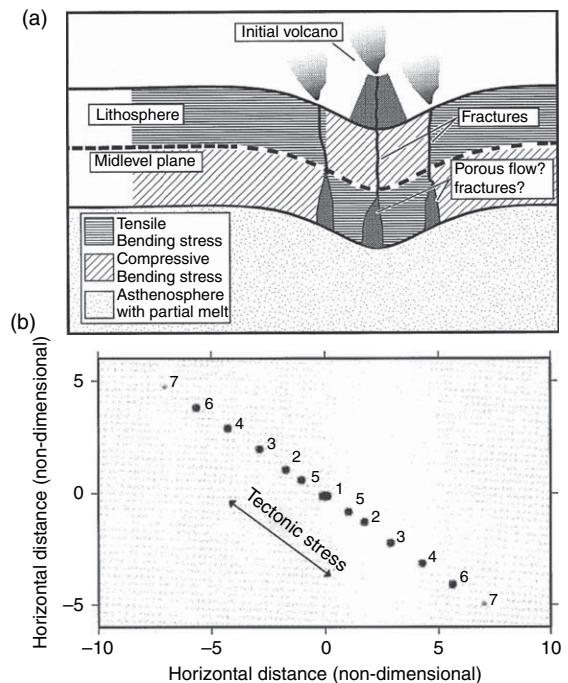 (a)
Initial volcano
Lithosphere
Fractures
Midlevel plane
Porous flow?
fractures?
Tensile
Bending stress
Compressive
Bending stress
Asthenosphere
with partial melt
(b)
Horizontal distance (non-dimensional)
5
0
−5
7
6
4
3
2
5
1
5
2
3
4
6
7
Tectonic stress
−10
−5
0
5
10
Horizontal distance (non-dimensional)